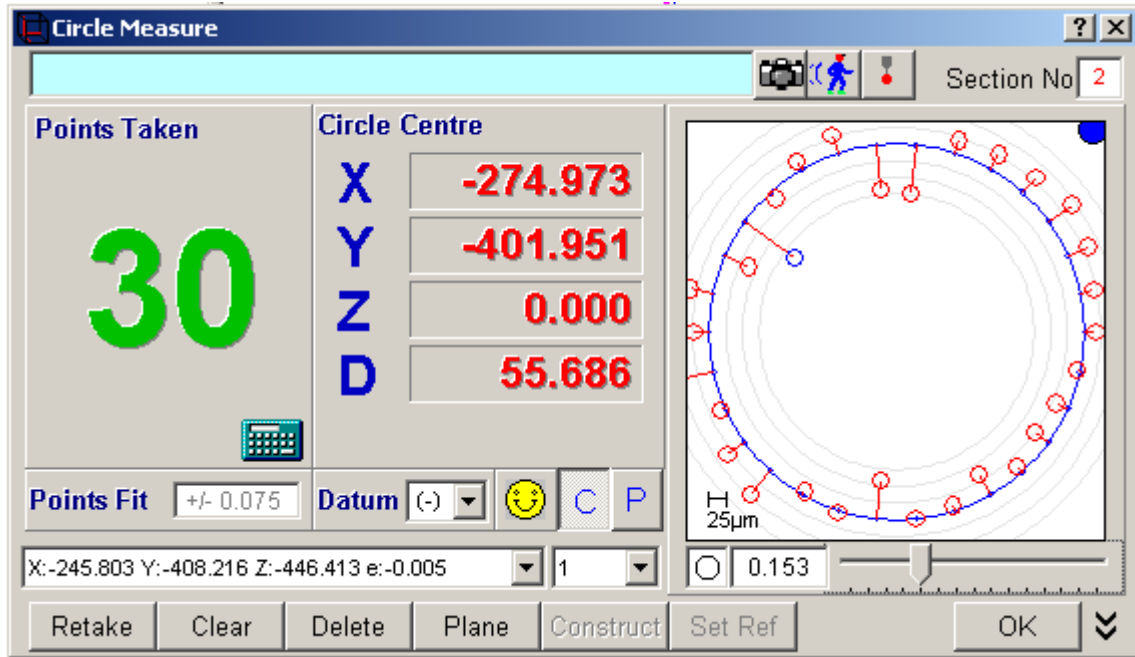 Circle Measure
Section No 2
Points Taken
30
Circle Centre
X -274.973
Y -401.951
Z 0.000
D 55.686
25µm
Points Fit +/- 0.075 Datum (-) C P
X:-245.803 Y:-408.216 Z:-446.413 e:-0.005 1 0.153
Retake Clear Delete Plane Construct Set Ref OK